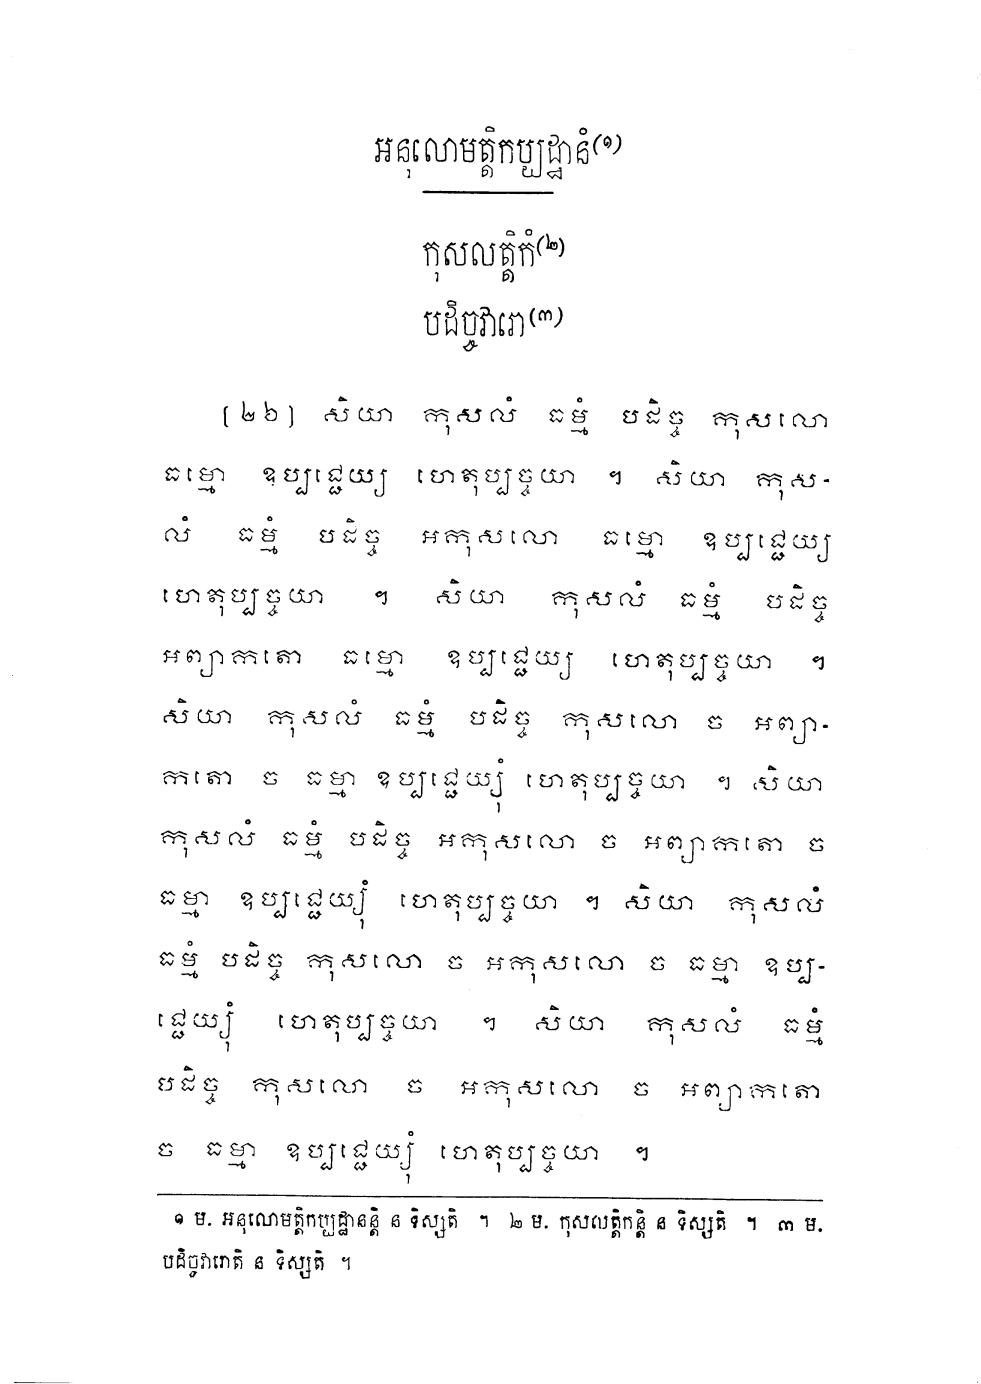 អនុលោមត្តិកប្បដ្ឋានំ(១)
កុសលត្តិកំ(២)
បដិច្ចវារោ(៣)
[២៦] សិយា កុសលំ ធម្មំ បដិច្ច កុសលោ
ធម្មោ ឧប្បជ្ជេយ្យ ហេតុប្បច្ចយា ។ សិយា កុស-
លំ ធម្មំ បដិច្ច អកុសលោ ធម្មោ ឧប្បជ្ជេយ្យ
ហេតុប្បច្ចយា ។ សិយា កុសលំ ធម្មំ បដិច្ច
អព្យាកតោ ធម្មោ ឧប្បជ្ជេយ្យ ហេតុប្បច្ចយា ។
សិយា កុសលំ ធម្មំ បដិច្ច កុសលោ ច អព្យា-
កតោ ច ធម្មា ឧប្បជ្ជេយ្យុំ ហេតុប្បច្ចយា ។ សិយា
កុសលំ ធម្មំ បដិច្ច អកុសលោ ច អព្យាកតោ ច
ធម្មា ឧប្បជ្ជេយ្យុំ ហេតុប្បច្ចយា ។ សិយា កុសលំ
ធម្មំ បដិច្ច កុសលោ ច អកុសលោ ច ធម្មា ឧប្ប-
ជ្ជេយ្យុំ ហេតុប្បច្ចយា ។ សិយា កុសលំ ធម្មំ
បដិច្ច កុសលោ ច អកុសលោ ច អព្យាកតោ
ច ធម្មា ឧប្បជ្ជេយ្យុំ ហេតុប្បច្ចយា ។
១ ម. អនុលោមត្តិកប្បដ្ឋានន្តិ ន ទិស្សតិ ។ ២ ម. កុសលត្តិកន្តិ ន ទិស្សតិ ។ ៣ ម.
បដិច្ចវារោតិ ន ទិស្សតិ ។